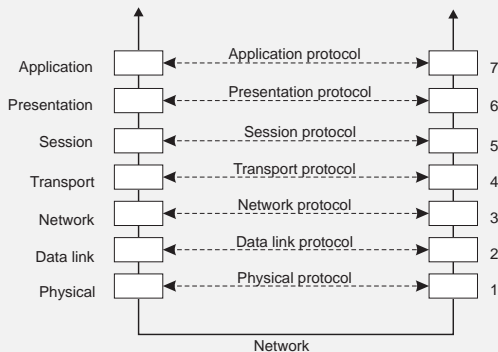 Application Application protocol 7
Presentation Presentation protocol 6
Session Session protocol 5
Transport Transport protocol 4
Network Network protocol 3
Data link Data link protocol 2
Physical Physical protocol 1
Network